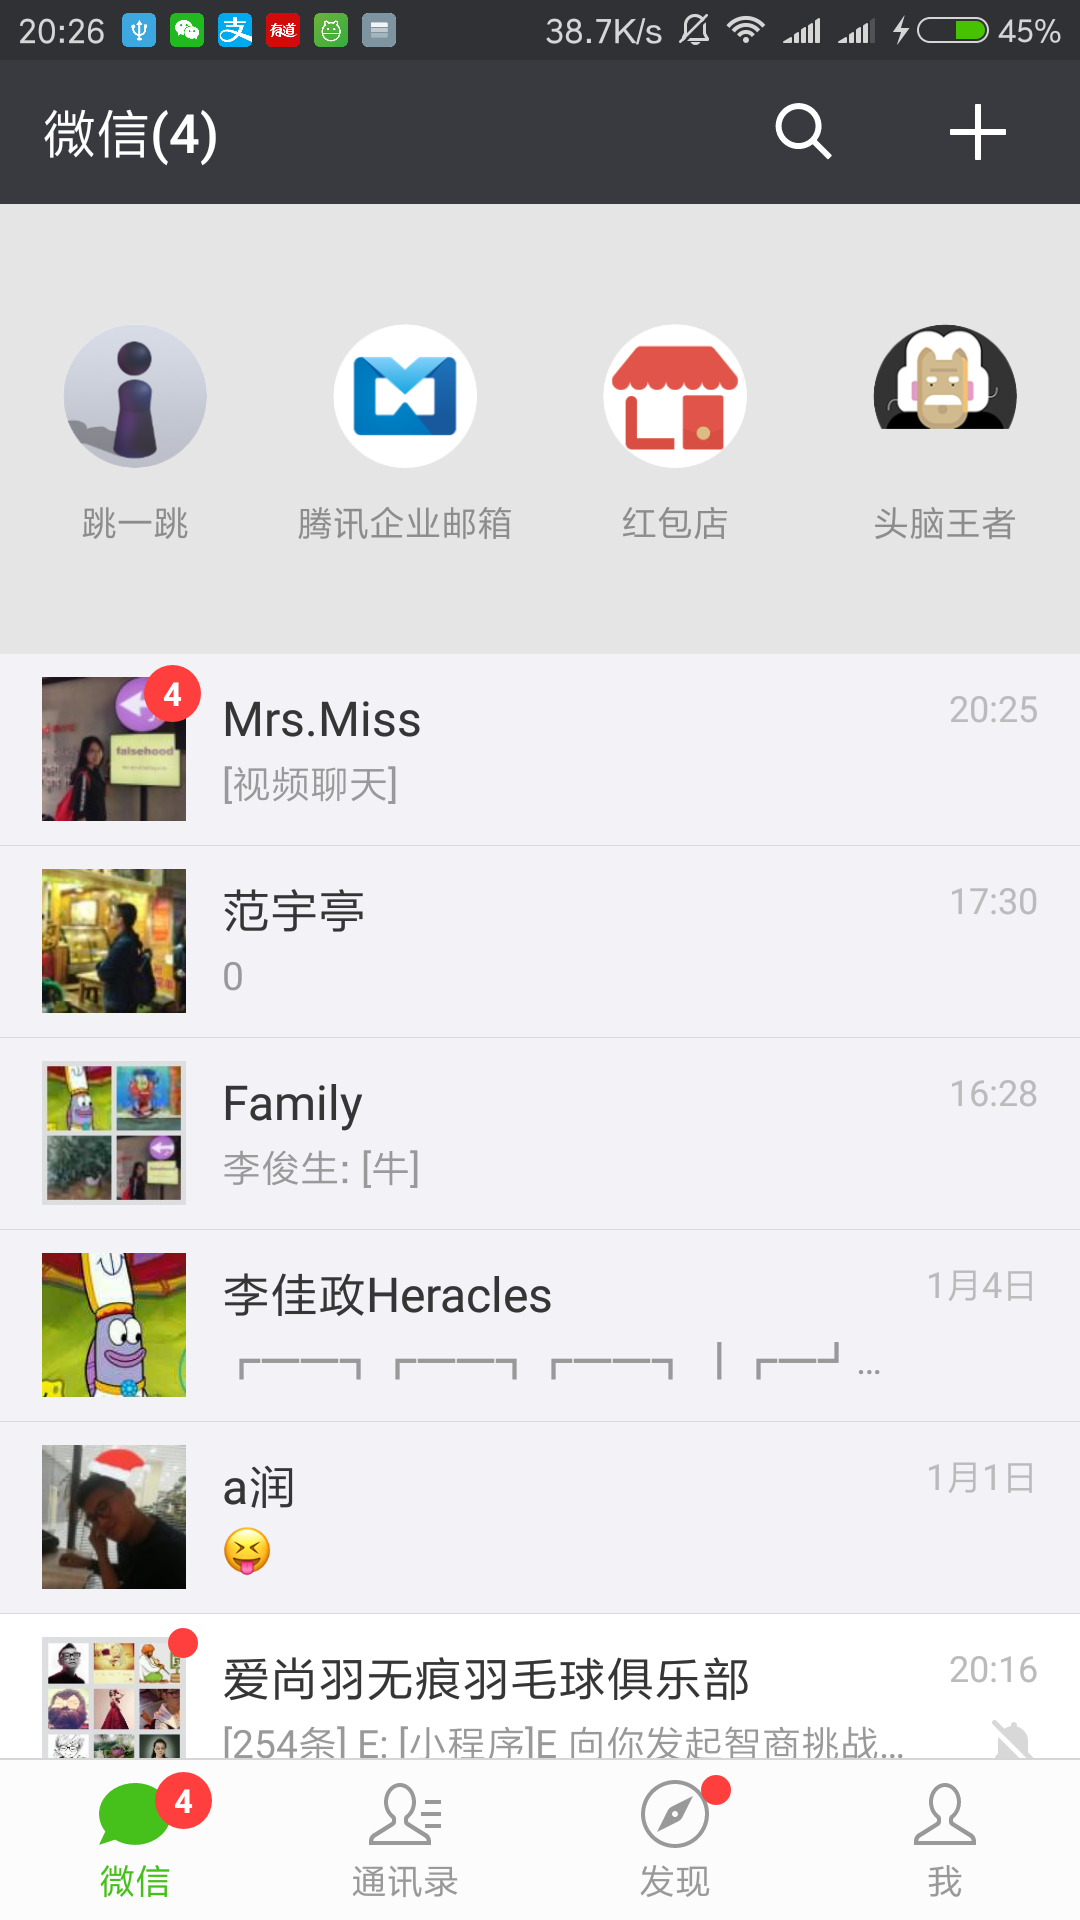 20:26 有道 38.7K/s 45%
微信(4)
跳一跳 腾讯企业邮箱 红包店 头脑王者
4
Mrs.Miss 20:25
falsehood
[视频聊天]
范宇亭 17:30
0
Family 16:28
李俊生: [牛]
李佳政Heracles 1月4日
┏━━┓ ┏━━┓ ┏━━┓ ┃ ┏━┛...
a润 1月1日
😝
爱尚羽无痕羽毛球俱乐部 20:16
[254条] E: [小程序]E 向你发起智商挑战...
4
微信 通讯录 发现 我